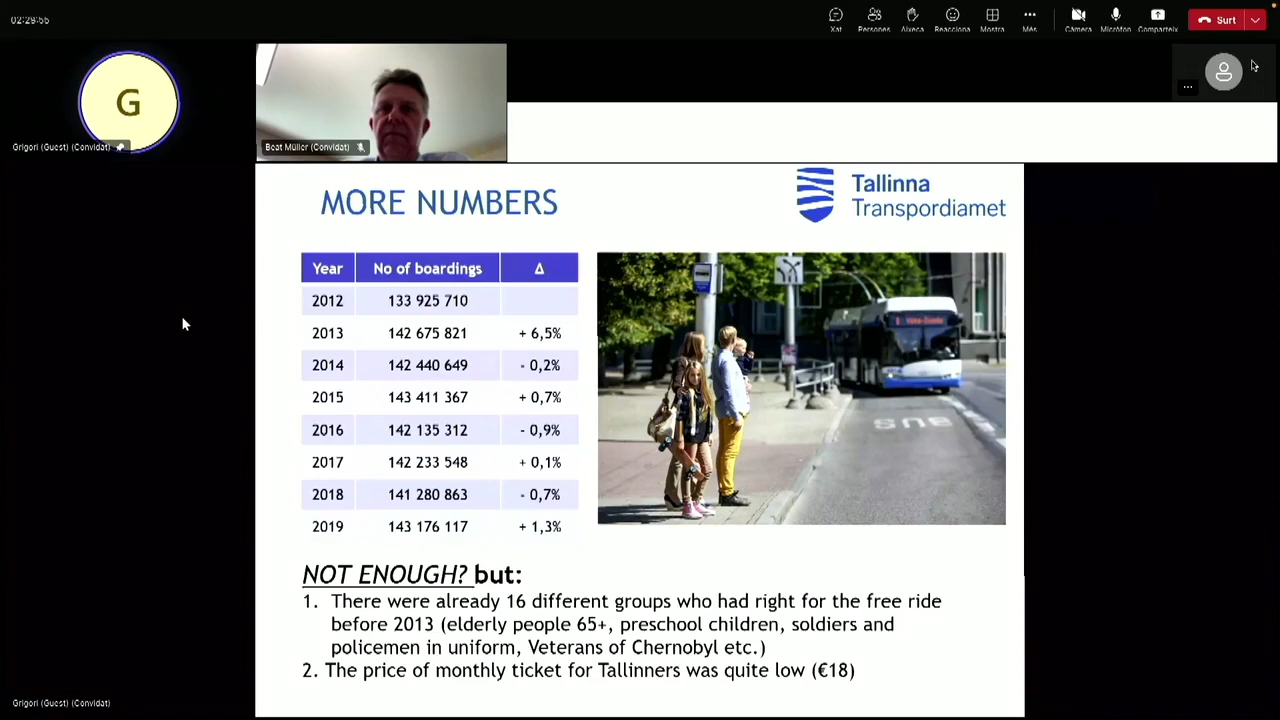 02:29:55
Xat
Persones
Aixeca
Reacciona
Mostra
Més
Càmera
Micròfon
Comparteix
Surt
G
Grigori (Guest) (Convidat)
Beat Müller (Convidat)
MORE NUMBERS
Tallinna
Transpordiamet
Year No of boardings Δ
2012 133 925 710
2013 142 675 821 + 6,5%
2014 142 440 649 - 0,2%
2015 143 411 367 + 0,7%
2016 142 135 312 - 0,9%
2017 142 233 548 + 0,1%
2018 141 280 863 - 0,7%
2019 143 176 117 + 1,3%
NOT ENOUGH? but:
1. There were already 16 different groups who had right for the free ride
before 2013 (elderly people 65+, preschool children, soldiers and
policemen in uniform, Veterans of Chernobyl etc.)
2. The price of monthly ticket for Tallinners was quite low (€18)
Grigori (Guest) (Convidat)